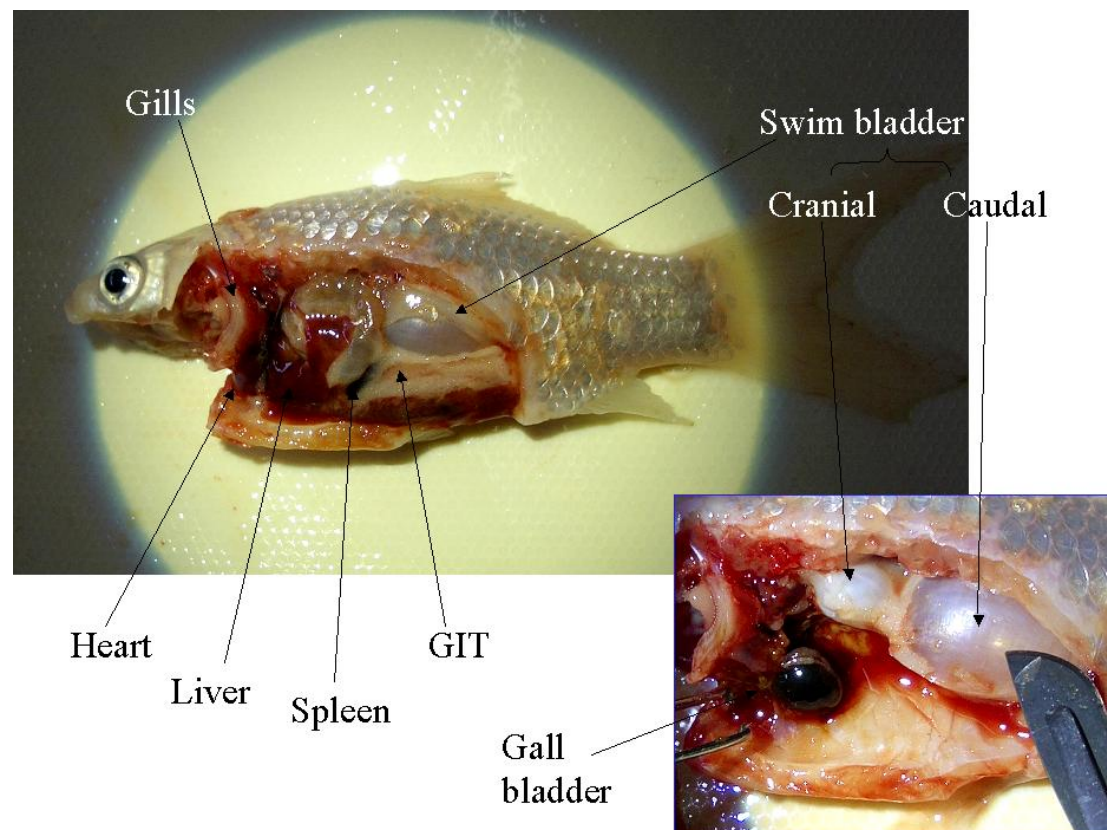 Gills
Swim bladder
Cranial
Caudal
Heart
Liver
Spleen
GIT
Gall
bladder